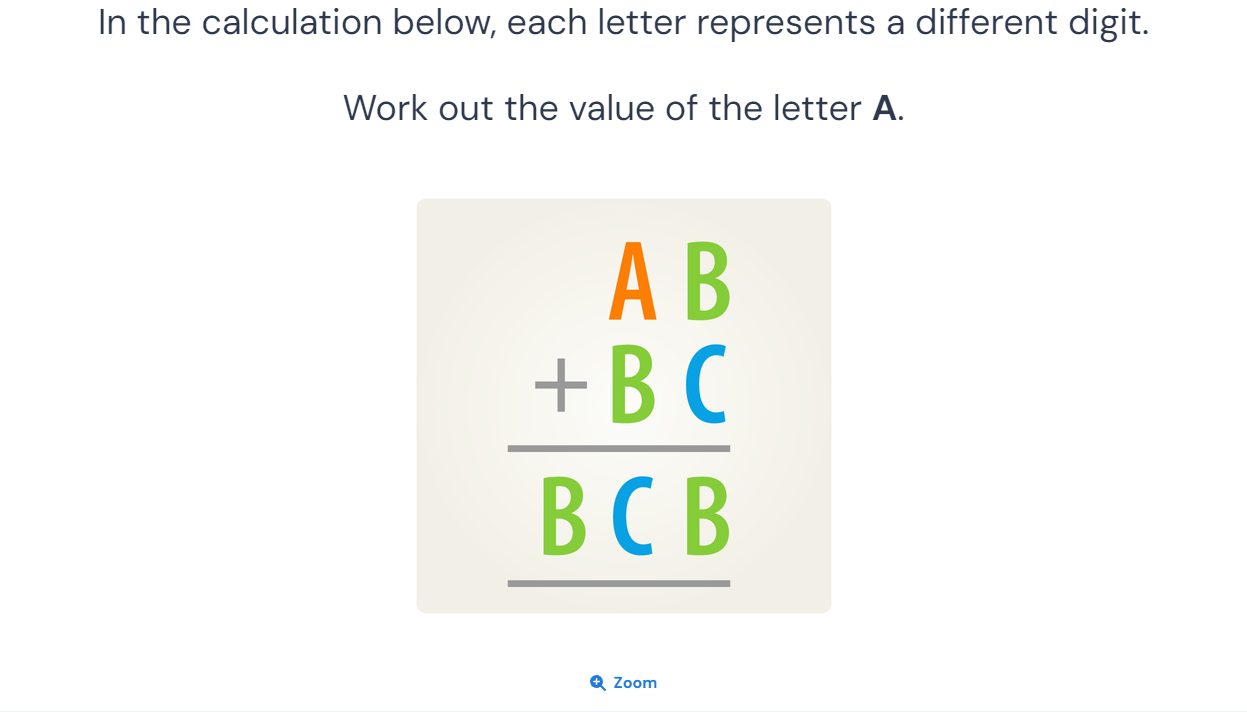 In the calculation below, each letter represents a different digit.
Work out the value of the letter A.
A B
+ B C
B C B
Zoom